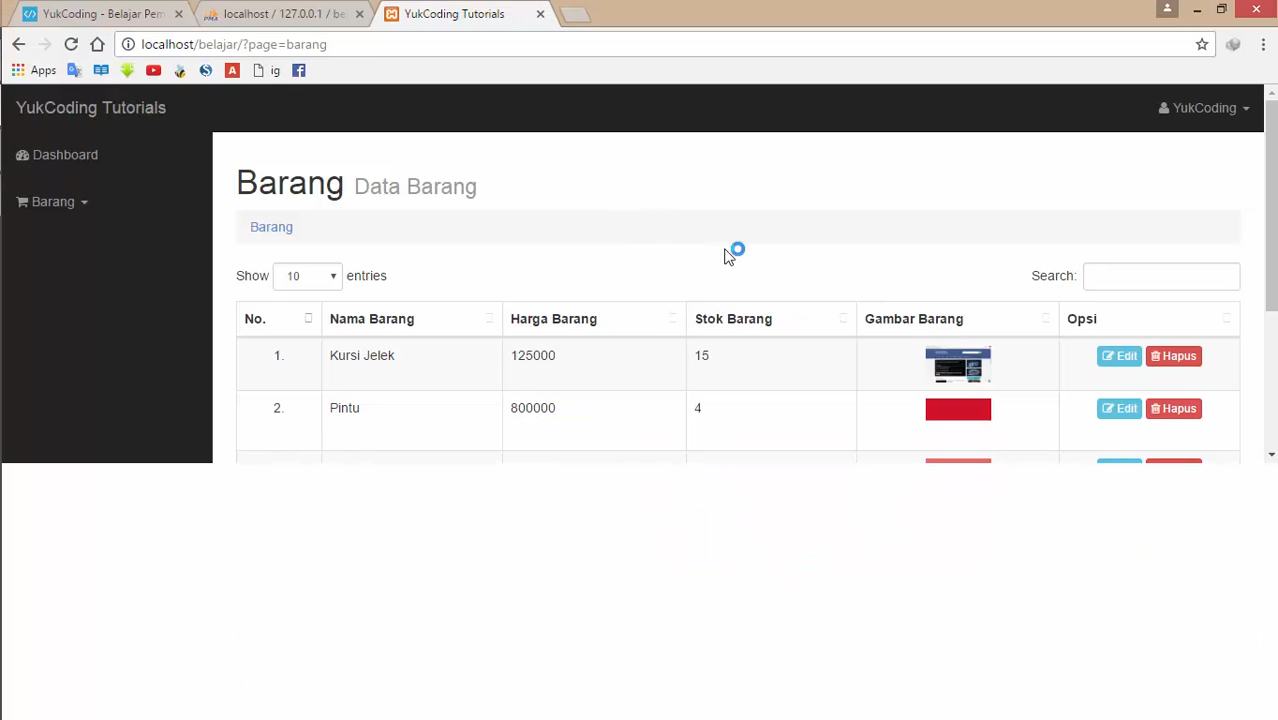 YukCoding - Belajar Pem
localhost / 127.0.0.1 / be
YukCoding Tutorials
localhost/belajar/?page=barang
Apps
ig
YukCoding Tutorials
YukCoding
Dashboard
Barang
Barang Data Barang
Barang
Show 10 entries
Search:
No. Nama Barang Harga Barang Stok Barang Gambar Barang Opsi
1. Kursi Jelek 125000 15 Edit Hapus
2. Pintu 800000 4 Edit Hapus